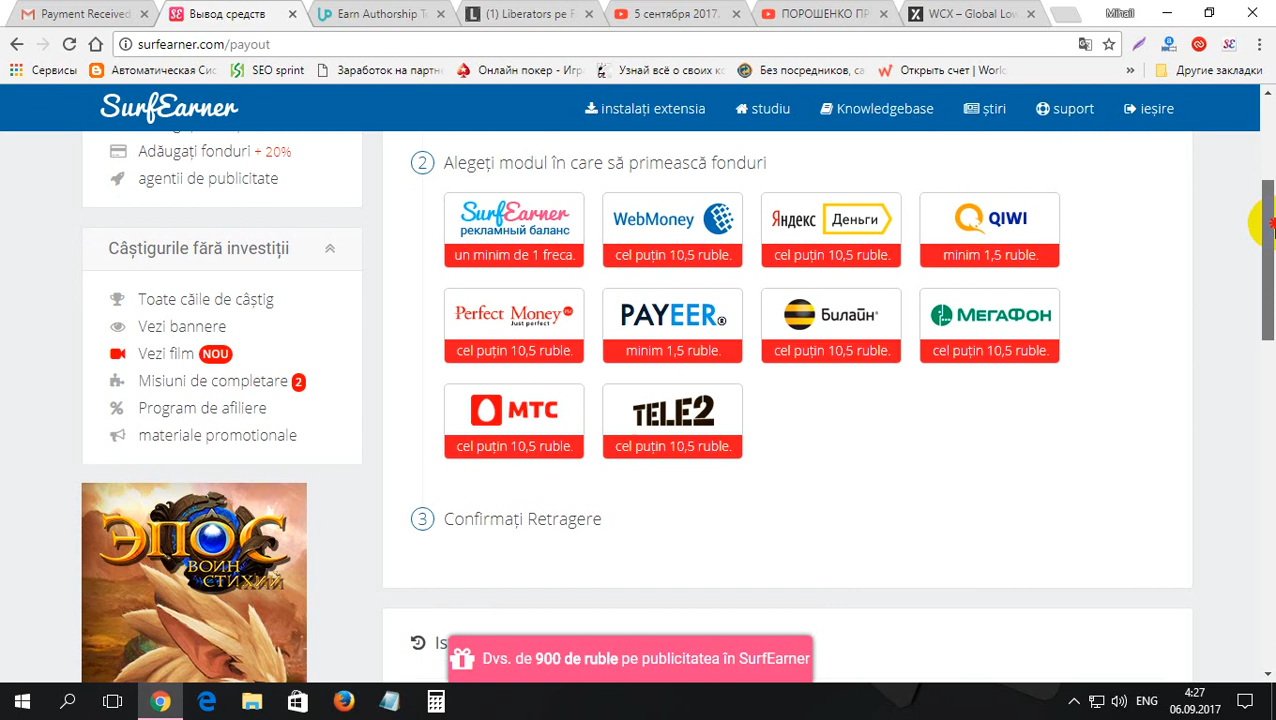 Payment Received
Вывод средств
Earn Authorship T
(1) Liberators pe F
5 сентября 2017.
ПОРОШЕНКО ПР
WCX – Global Low
Mihail
surfearner.com/payout
Сервисы
Автоматическая Сис
SEO sprint
Заработок на партн
Онлайн покер - Игр
Узнай всё о своих кс
Без посредников, са
Открыть счет | World
»
Другие закладки
SurfEarner
instalați extensia
studiu
Knowledgebase
știri
suport
ieșire
Adăugați fonduri + 20%
agentii de publicitate
Câștigurile fără investiții
Toate căile de câștig
Vezi bannere
Vezi film NOU
Misiuni de completare 2
Program de afiliere
materiale promotionale
ЭПОС
ВОИН
СТИХИЙ
2 Alegeți modul în care să primească fonduri
SurfEarner
рекламный баланс
un minim de 1 freca.
WebMoney
cel puțin 10,5 ruble.
Яндекс Деньги
cel puțin 10,5 ruble.
QIWI
minim 1,5 ruble.
Perfect Money PM
Just perfect
cel puțin 10,5 ruble.
PAYEER®
minim 1,5 ruble.
Билайн®
cel puțin 10,5 ruble.
МЕГАФОН
cel puțin 10,5 ruble.
МТС
cel puțin 10,5 ruble.
TELE2
cel puțin 10,5 ruble.
3 Confirmați Retragere
Dvs. de 900 de ruble pe publicitatea în SurfEarner
ENG
4:27
06.09.2017